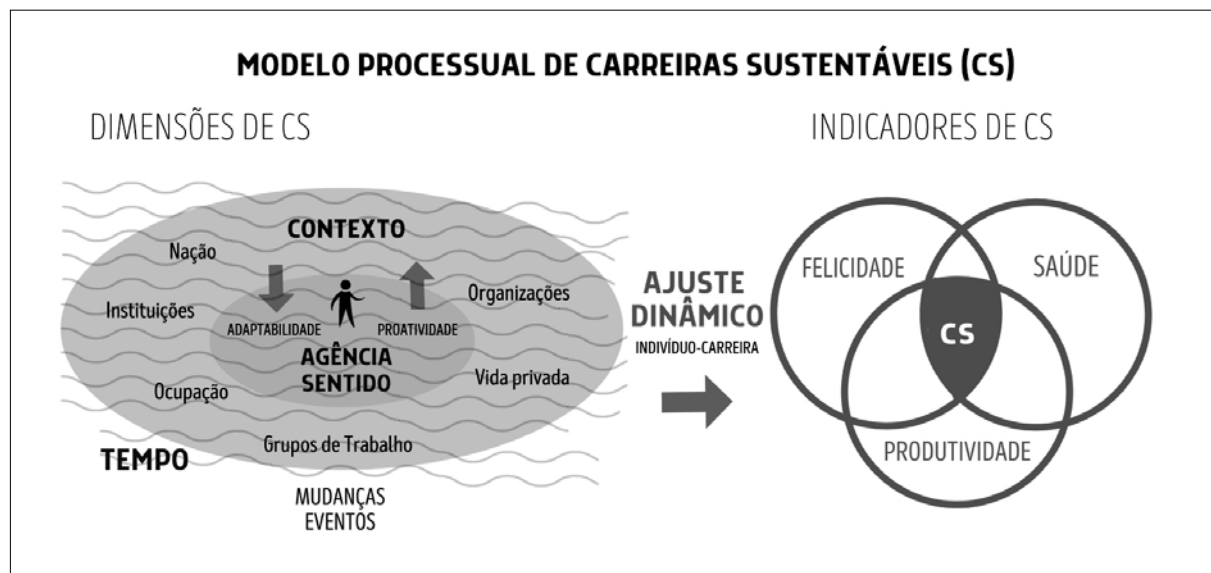 MODELO PROCESSUAL DE CARREIRAS SUSTENTÁVEIS (CS)
DIMENSÕES DE CS
CONTEXTO
Nação
Instituições
Organizações
ADAPTABILIDADE
PROATIVIDADE
AGÊNCIA
SENTIDO
Ocupação
Vida privada
Grupos de Trabalho
TEMPO
MUDANÇAS
EVENTOS
AJUSTE
DINÂMICO
INDIVÍDUO-CARREIRA
INDICADORES DE CS
FELICIDADE
SAÚDE
CS
PRODUTIVIDADE